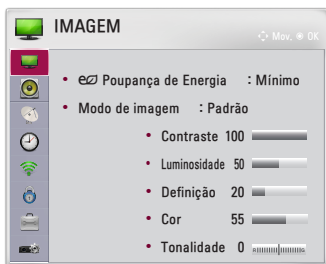 IMAGEM
Mov. OK
• eco Poupança de Energia : Mínimo
• Modo de imagem : Padrão
• Contraste 100
• Luminosidade 50
• Definição 20
• Cor 55
• Tonalidade 0